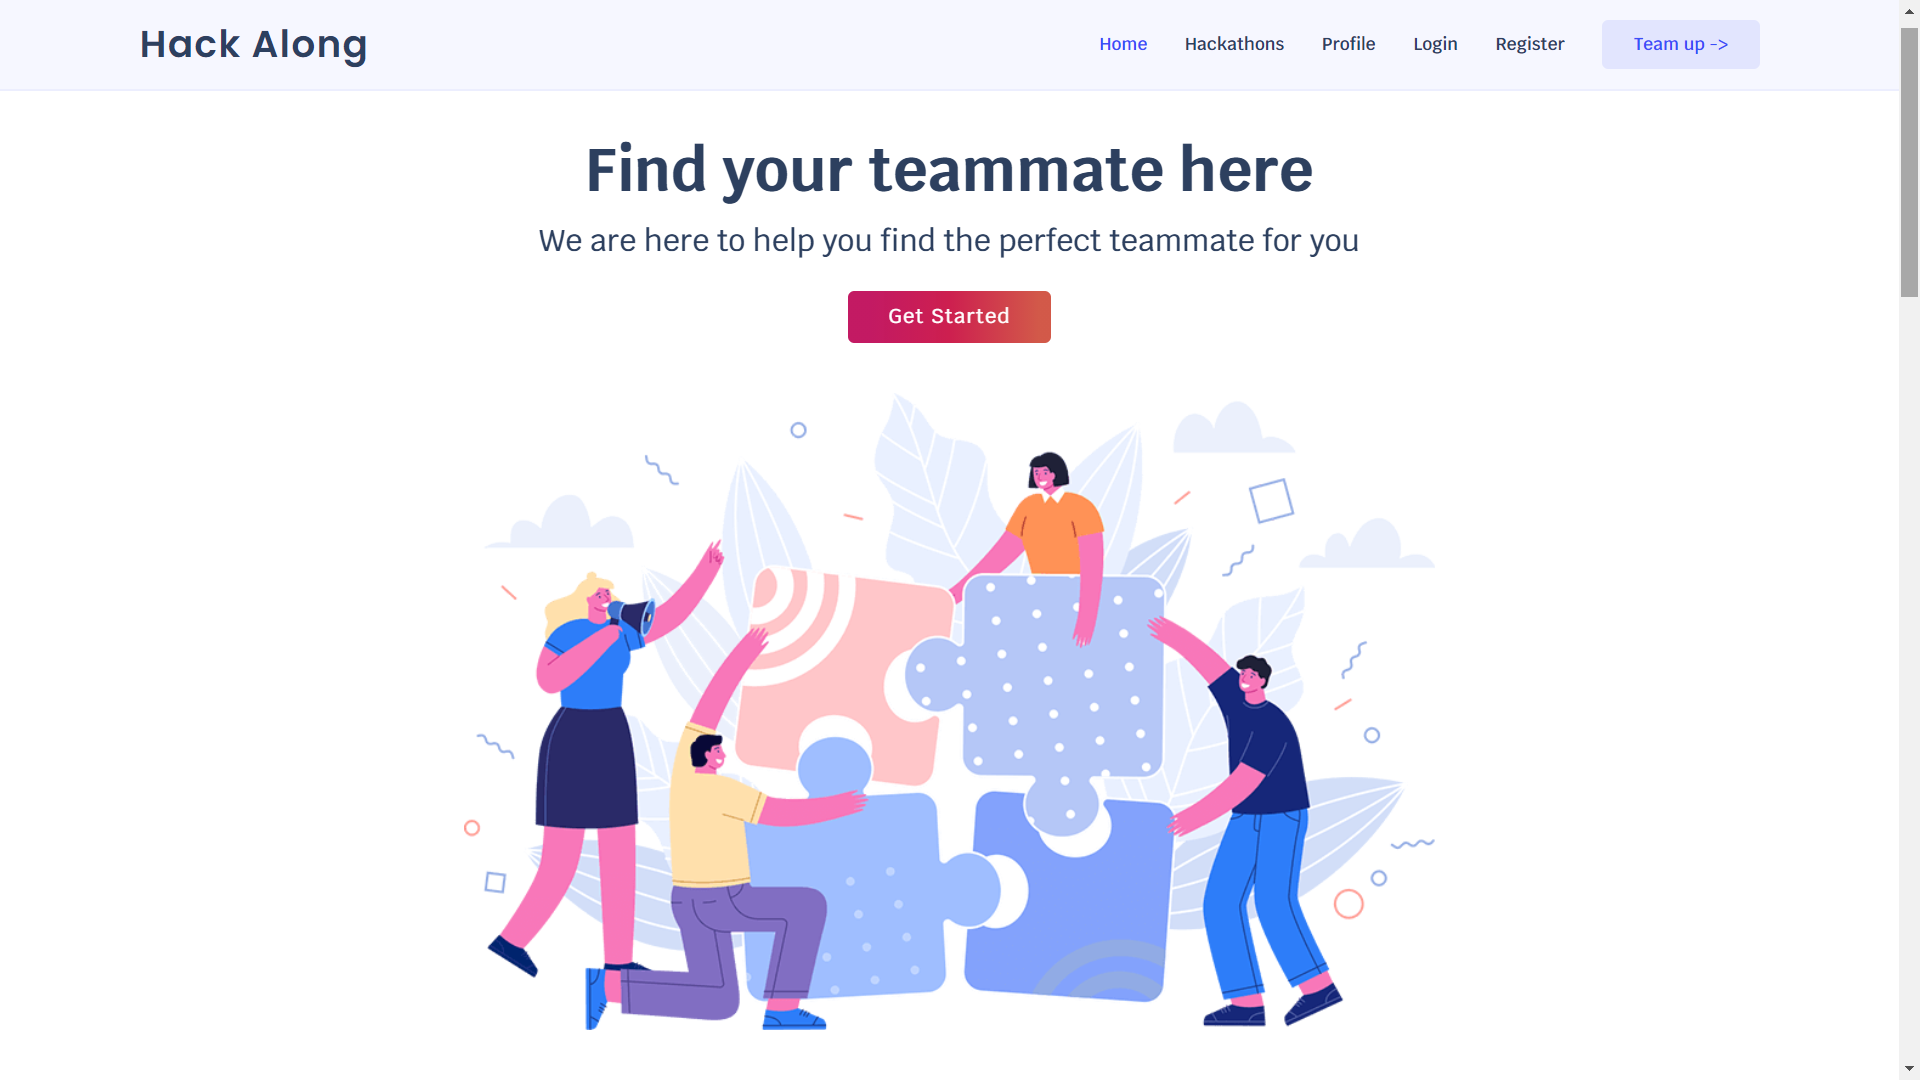 Hack Along
Home Hackathons Profile Login Register Team up ->
Find your teammate here
We are here to help you find the perfect teammate for you
Get Started